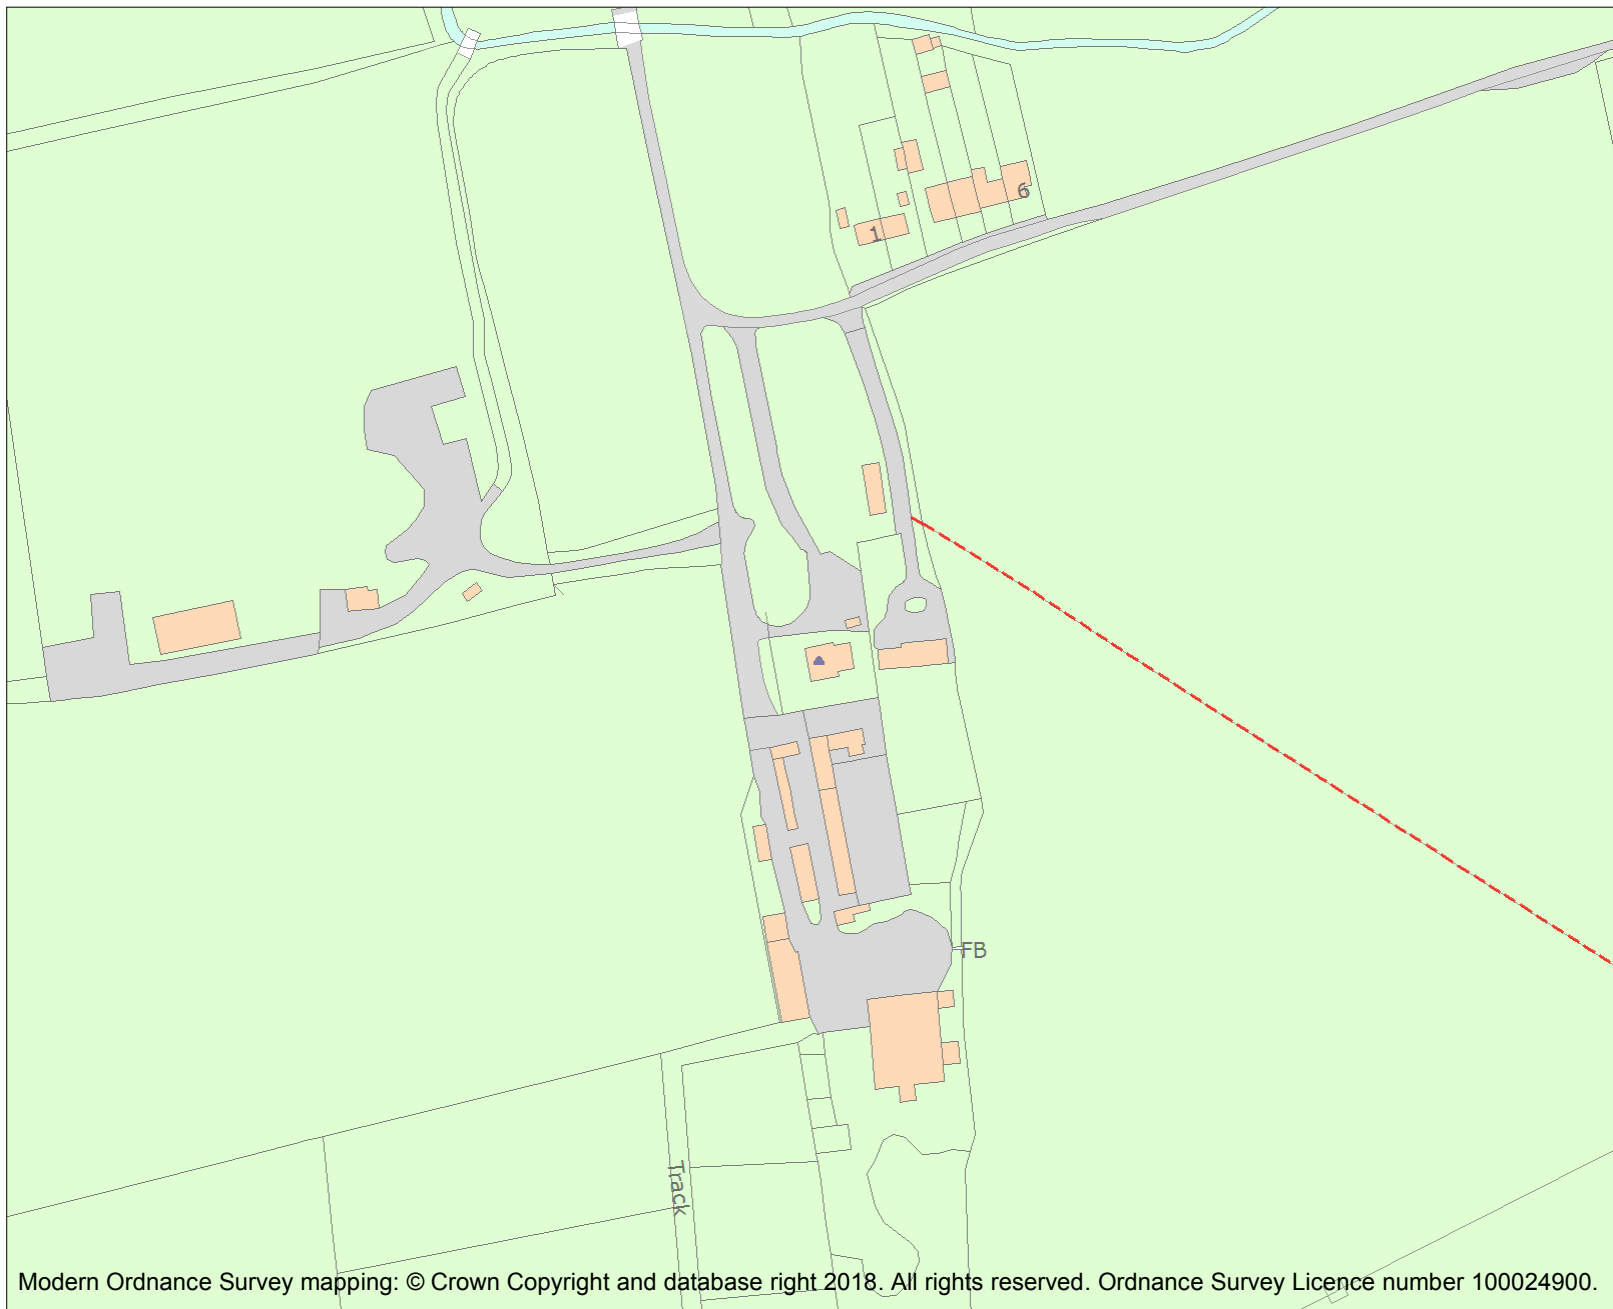 6
1
FB
Track
Modern Ordnance Survey mapping: © Crown Copyright and database right 2018. All rights reserved. Ordnance Survey Licence number 100024900.